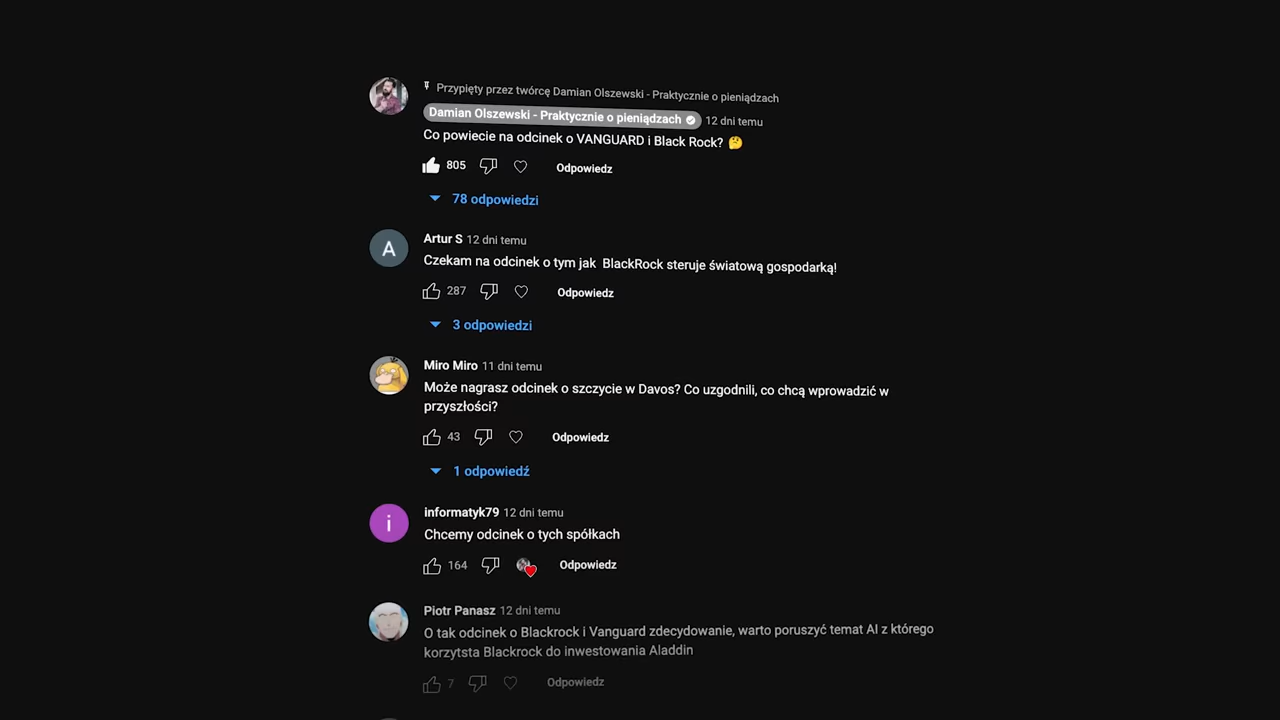 Przypięty przez twórcę Damian Olszewski - Praktycznie o pieniądzach
Damian Olszewski - Praktycznie o pieniądzach 12 dni temu
Co powiecie na odcinek o VANGUARD i Black Rock? 🤔
805 Odpowiedz
78 odpowiedzi
A
Artur S 12 dni temu
Czekam na odcinek o tym jak BlackRock steruje światową gospodarką!
287 Odpowiedz
3 odpowiedzi
Miro Miro 11 dni temu
Może nagrasz odcinek o szczycie w Davos? Co uzgodnili, co chcą wprowadzić w
przyszłości?
43 Odpowiedz
1 odpowiedź
i
informatyk79 12 dni temu
Chcemy odcinek o tych spółkach
164 Odpowiedz
Piotr Panasz 12 dni temu
O tak odcinek o Blackrock i Vanguard zdecydowanie, warto poruszyć temat AI z którego
korzytsta Blackrock do inwestowania Aladdin
7 Odpowiedz